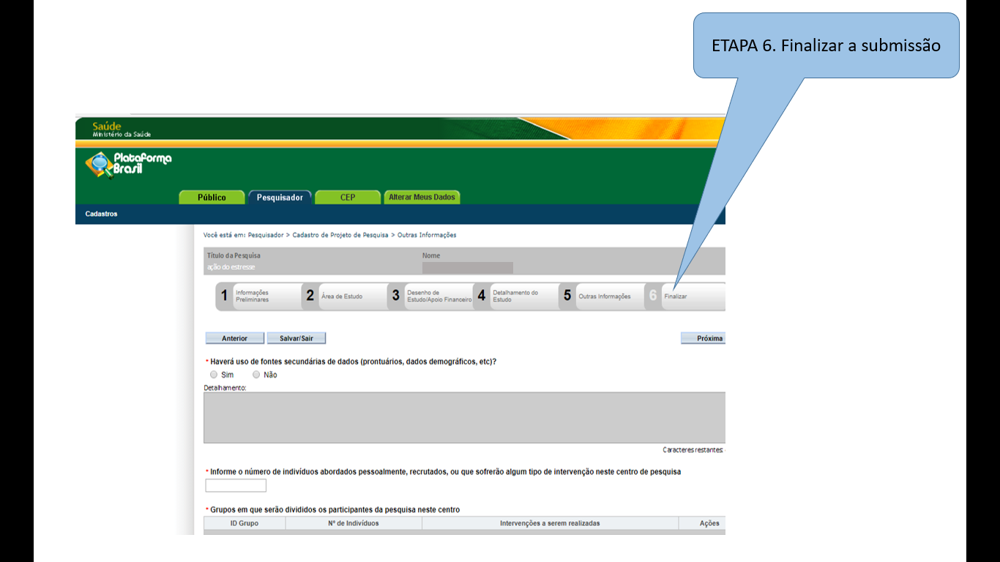 ETAPA 6. Finalizar a submissão
Saúde
Ministério da Saúde
Plataforma
Brasil
Público Pesquisador CEP Alterar Meus Dados
Cadastros
Você está em: Pesquisador > Cadastro de Projeto de Pesquisa > Outras Informações
Título da Pesquisa Nome
ação do estresse
1 Informações Preliminares 2 Área de Estudo 3 Desenho de Estudo/Apoio Financeiro 4 Detalhamento do Estudo 5 Outras Informações 6 Finalizar
Anterior Salvar/Sair Próxima
* Haverá uso de fontes secundárias de dados (prontuários, dados demográficos, etc)?
Sim Não
Detalhamento:
Caracteres restantes:
* Informe o número de indivíduos abordados pessoalmente, recrutados, ou que sofrerão algum tipo de intervenção neste centro de pesquisa
* Grupos em que serão divididos os participantes da pesquisa neste centro
ID Grupo Nº de Indivíduos Intervenções a serem realizadas Ações